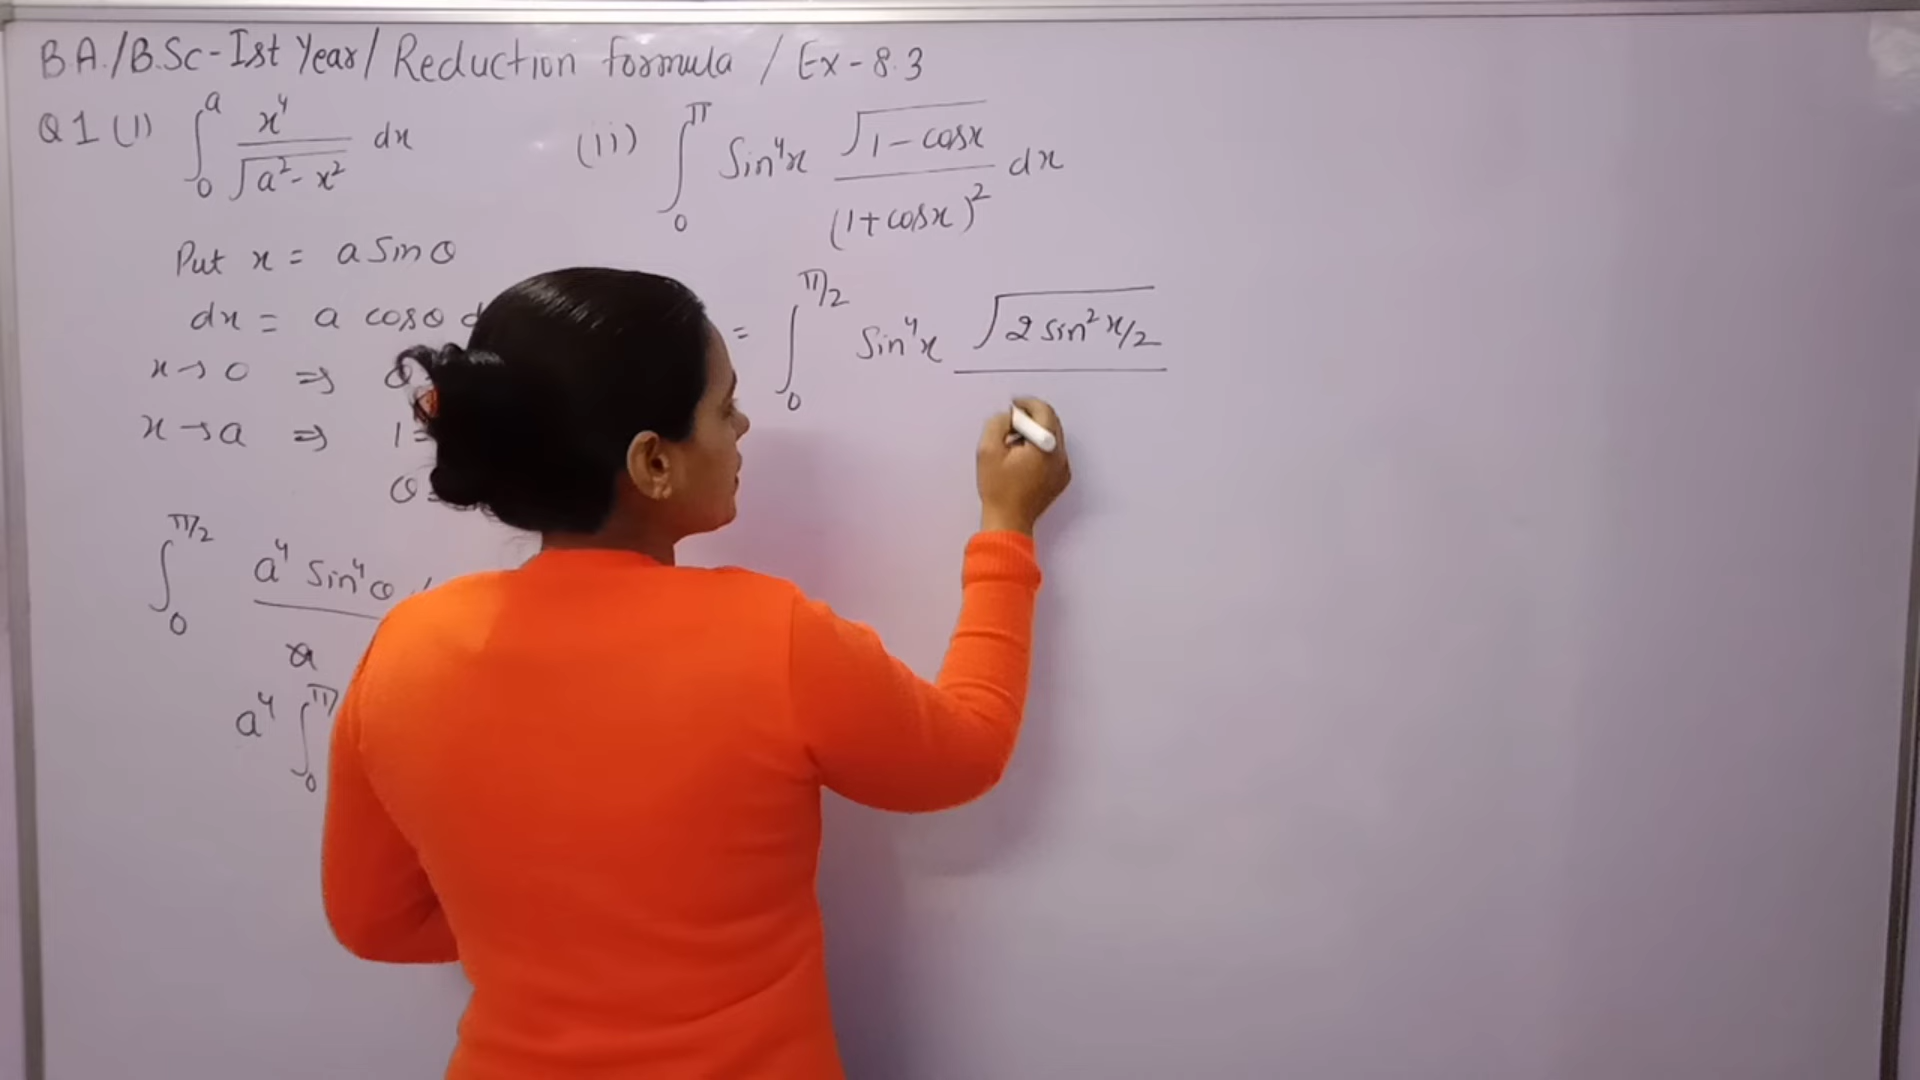 B.A./B.Sc-Ist Year/ Reduction formula / Ex-8.3
Q1 (i) ∫₀ᵃ x⁴/√(a²-x²) dx
Put x = a Sinθ
dx = a cosθ
x→0 ⇒ θ
x→a ⇒ 1=
θ=
∫₀^(π/2) a⁴ Sin⁴θ
a
a⁴ ∫₀
(ii) ∫₀^π Sin⁴x √(1-cosx)/(1+cosx)² dx
= ∫₀^(π/2) Sin⁴x √(2 sin² x/2)